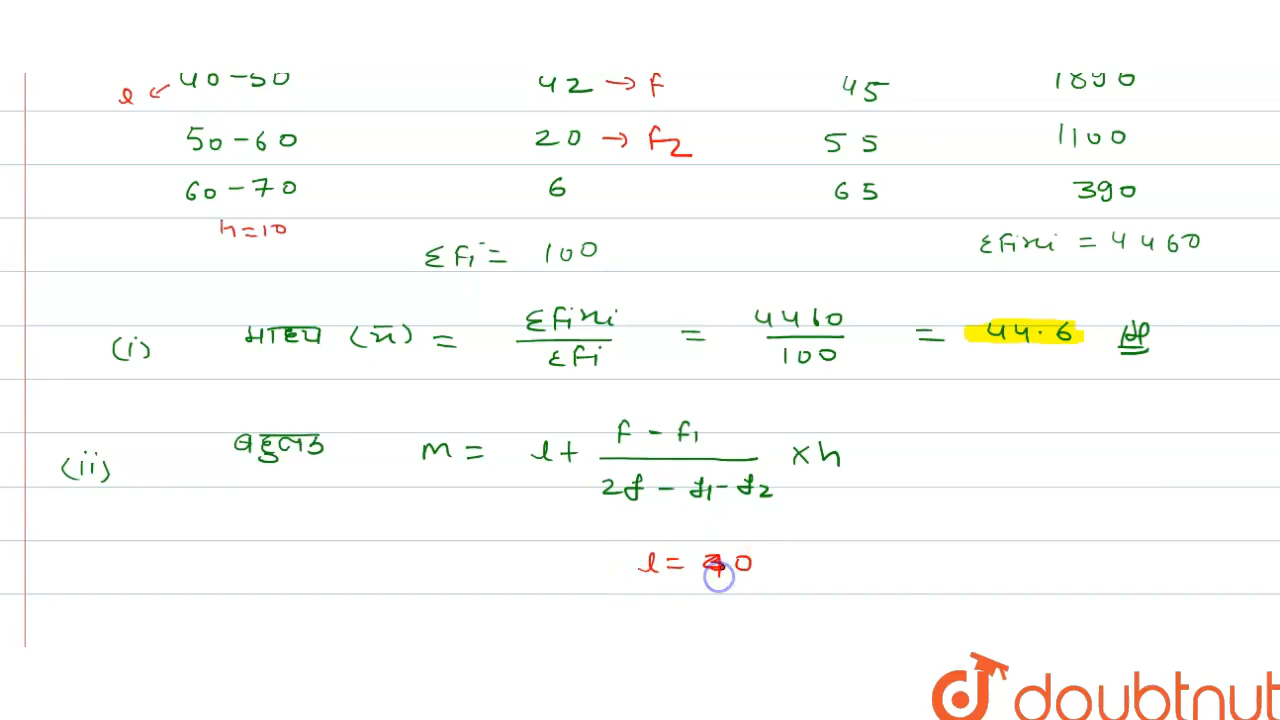 l ← 40-50 42 → f 45 1890
50-60 20 → f2 55 1100
60-70 6 65 390
h=10
Σfi = 100 Σfixi = 4460
(i) माध्य (x̄) = Σfixi / Σfi = 4460 / 100 = 44.6
(ii) बहुलक m = l + f - f1 / 2f - f1 - f2 × h
l = 40
doubtnut